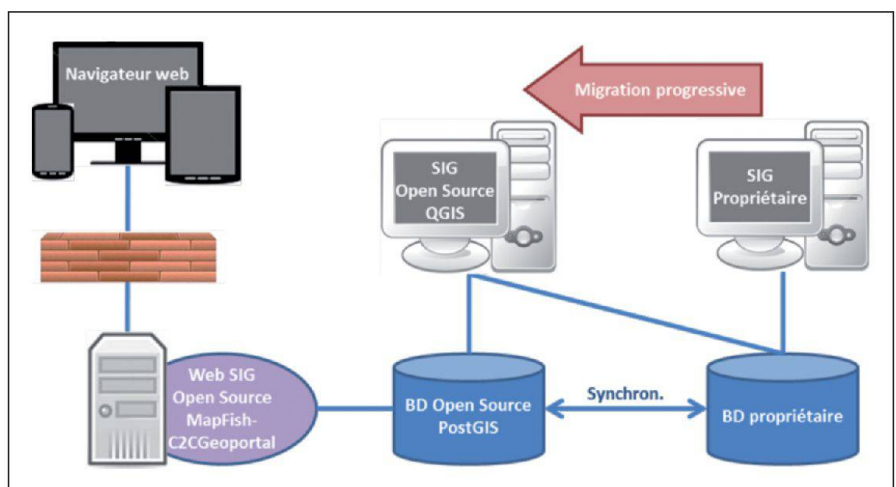 Navigateur web
Migration progressive
SIG
Open Source
QGIS
SIG
Propriétaire
Web SIG
Open Source
MapFish-
C2CGeoportal
BD Open Source
PostGIS
Synchron.
BD propriétaire